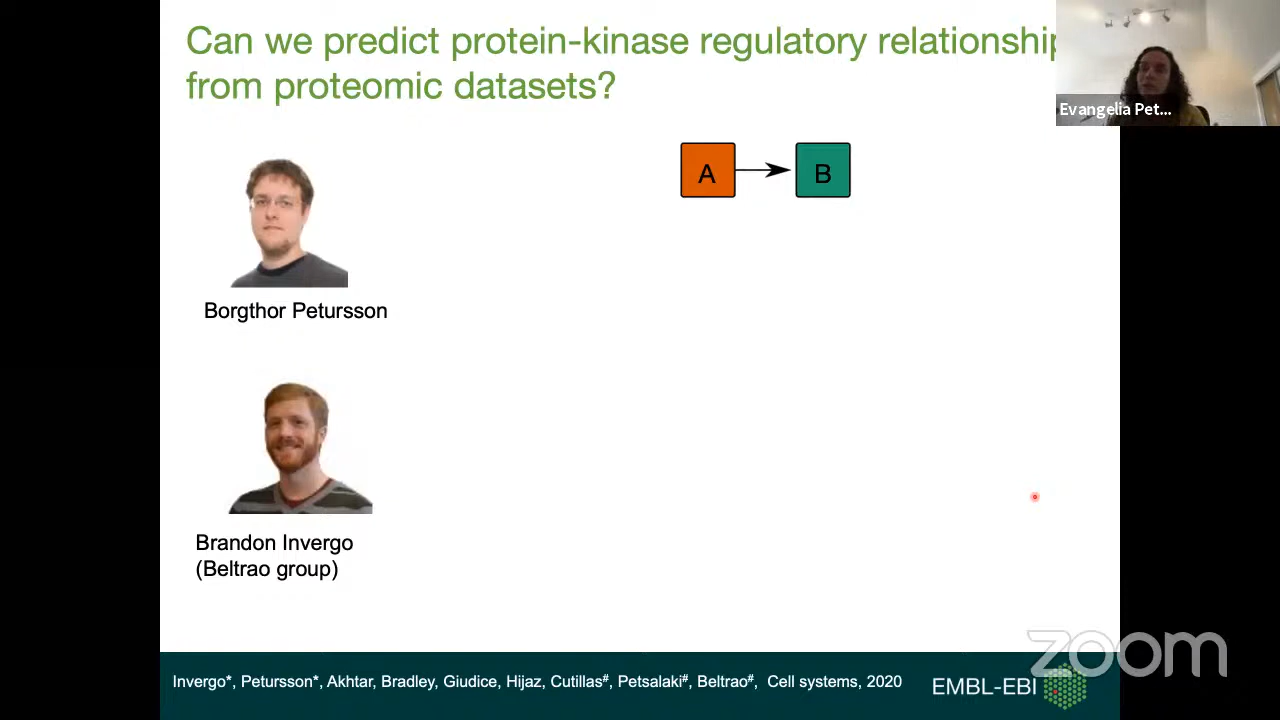 Can we predict protein-kinase regulatory relationship
from proteomic datasets?
Evangelia Pet...
A
B
Borgthor Petursson
Brandon Invergo
(Beltrao group)
zoom
Invergo*, Petursson*, Akhtar, Bradley, Giudice, Hijaz, Cutillas#, Petsalaki#, Beltrao#, Cell systems, 2020
EMBL-EBI